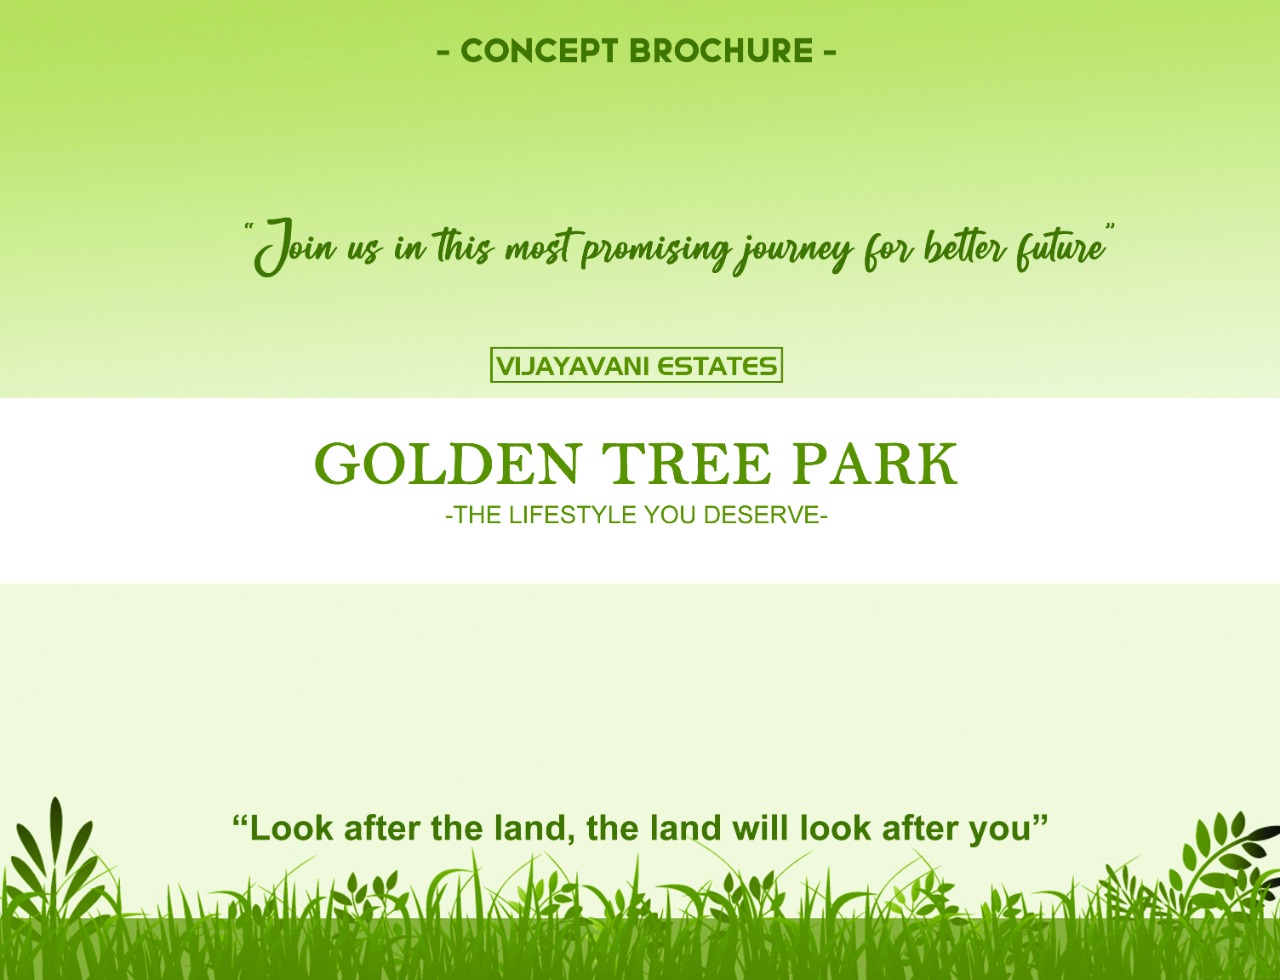 - CONCEPT BROCHURE -
“Join us in this most promising journey for better future”
VIJAYAVANI ESTATES
GOLDEN TREE PARK
-THE LIFESTYLE YOU DESERVE-
“Look after the land, the land will look after you”